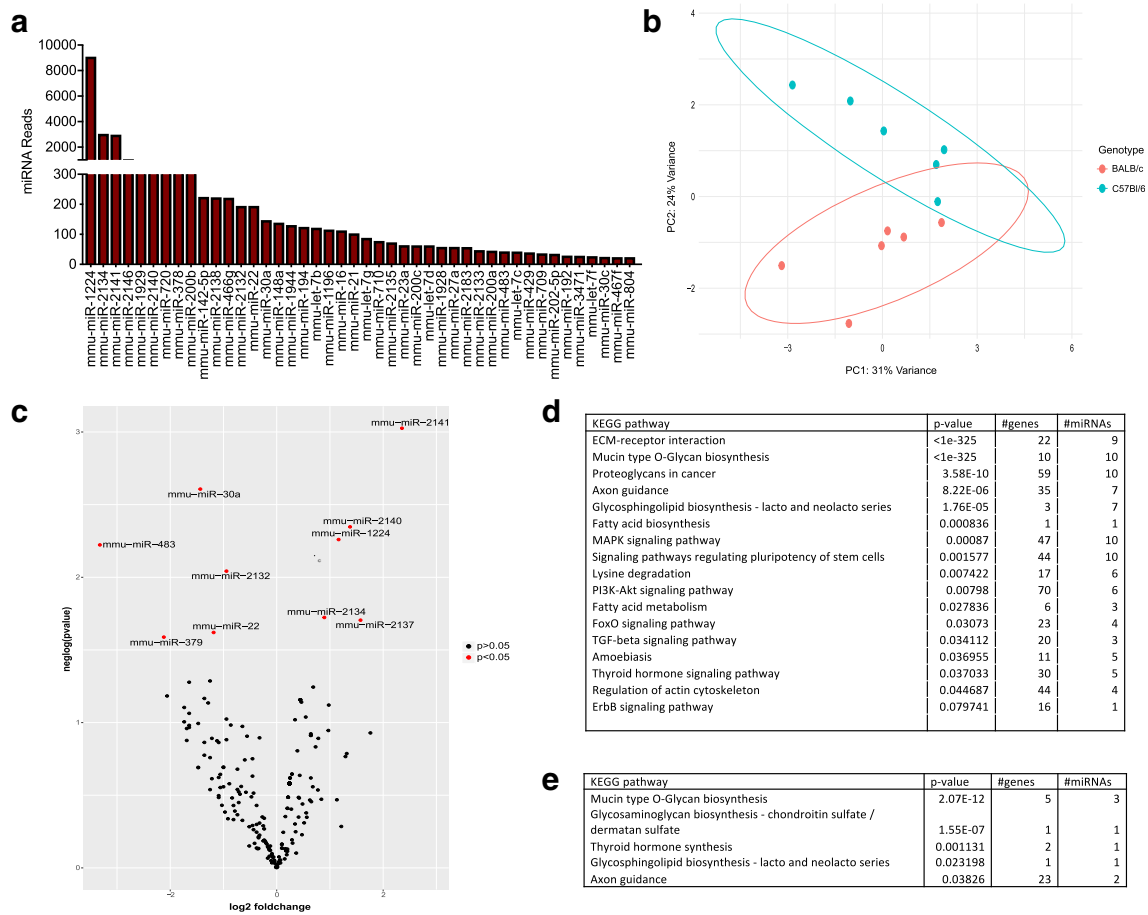 a
10000
8000
6000
4000
2000
300
200
100
0
miRNA Reads
mmu-miR-1224
mmu-miR-2134
mmu-miR-2141
mmu-miR-2146
mmu-miR-1929
mmu-miR-2140
mmu-miR-720
mmu-miR-378
mmu-miR-200b
mmu-miR-142-5p
mmu-miR-2138
mmu-miR-466g
mmu-miR-2132
mmu-miR-22
mmu-miR-30a
mmu-miR-148a
mmu-miR-1944
mmu-miR-194
mmu-let-7b
mmu-miR-1196
mmu-miR-16
mmu-miR-21
mmu-let-7g
mmu-miR-710
mmu-miR-2135
mmu-miR-23a
mmu-miR-200c
mmu-let-7d
mmu-miR-1928
mmu-miR-27a
mmu-miR-2183
mmu-miR-2133
mmu-miR-200a
mmu-miR-483
mmu-let-7c
mmu-miR-429
mmu-miR-709
mmu-miR-202-5p
mmu-miR-192
mmu-miR-3471
mmu-let-7f
mmu-miR-30c
mmu-miR-467f
mmu-miR-804
b
4
2
0
−2
PC2: 24% Variance
−3
0
3
6
PC1: 31% Variance
Genotype
BALB/c
C57Bl/6
c
3
2
1
0
neglog(pvalue)
mmu−miR−2141
mmu−miR−30a
mmu−miR−2140
mmu−miR−1224
mmu−miR−483
mmu−miR−2132
mmu−miR−2134
mmu−miR−2137
mmu−miR−22
mmu−miR−379
−2
0
2
log2 foldchange
p>0.05
p<0.05
d
KEGG pathway p-value #genes #miRNAs
ECM-receptor interaction <1e-325 22 9
Mucin type O-Glycan biosynthesis <1e-325 10 10
Proteoglycans in cancer 3.58E-10 59 10
Axon guidance 8.22E-06 35 7
Glycosphingolipid biosynthesis - lacto and neolacto series 1.76E-05 3 7
Fatty acid biosynthesis 0.000836 1 1
MAPK signaling pathway 0.00087 47 10
Signaling pathways regulating pluripotency of stem cells 0.001577 44 10
Lysine degradation 0.007422 17 6
PI3K-Akt signaling pathway 0.00798 70 6
Fatty acid metabolism 0.027836 6 3
FoxO signaling pathway 0.03073 23 4
TGF-beta signaling pathway 0.034112 20 3
Amoebiasis 0.036955 11 5
Thyroid hormone signaling pathway 0.037033 30 5
Regulation of actin cytoskeleton 0.044687 44 4
ErbB signaling pathway 0.079741 16 1
e
KEGG pathway p-value #genes #miRNAs
Mucin type O-Glycan biosynthesis 2.07E-12 5 3
Glycosaminoglycan biosynthesis - chondroitin sulfate /
dermatan sulfate 1.55E-07 1 1
Thyroid hormone synthesis 0.001131 2 1
Glycosphingolipid biosynthesis - lacto and neolacto series 0.023198 1 1
Axon guidance 0.03826 23 2